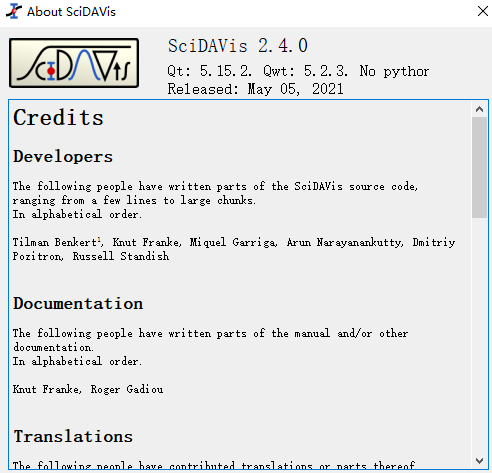 About SciDAVis
SciDAVis
SciDAVis 2.4.0
Qt: 5.15.2. Qwt: 5.2.3. No pythor
Released: May 05, 2021
Credits
Developers
The following people have written parts of the SciDAVis source code,
ranging from a few lines to large chunks.
In alphabetical order.
Tilman Benkert¹, Knut Franke, Miquel Garriga, Arun Narayanankutty, Dmitriy
Pozitron, Russell Standish
Documentation
The following people have written parts of the manual and/or other
documentation.
In alphabetical order.
Knut Franke, Roger Gadiou
Translations
The following people have contributed translations or parts thereof